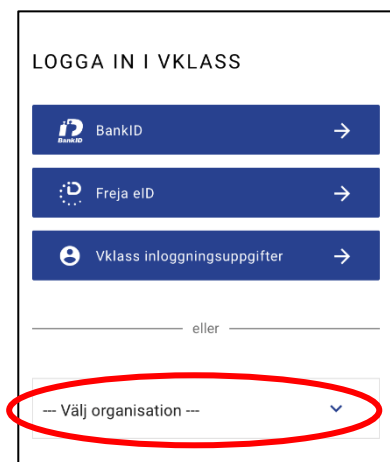 LOGGA IN I VKLASS
BankID BankID
Freja eID
Vklass inloggningsuppgifter
eller
--- Välj organisation ---